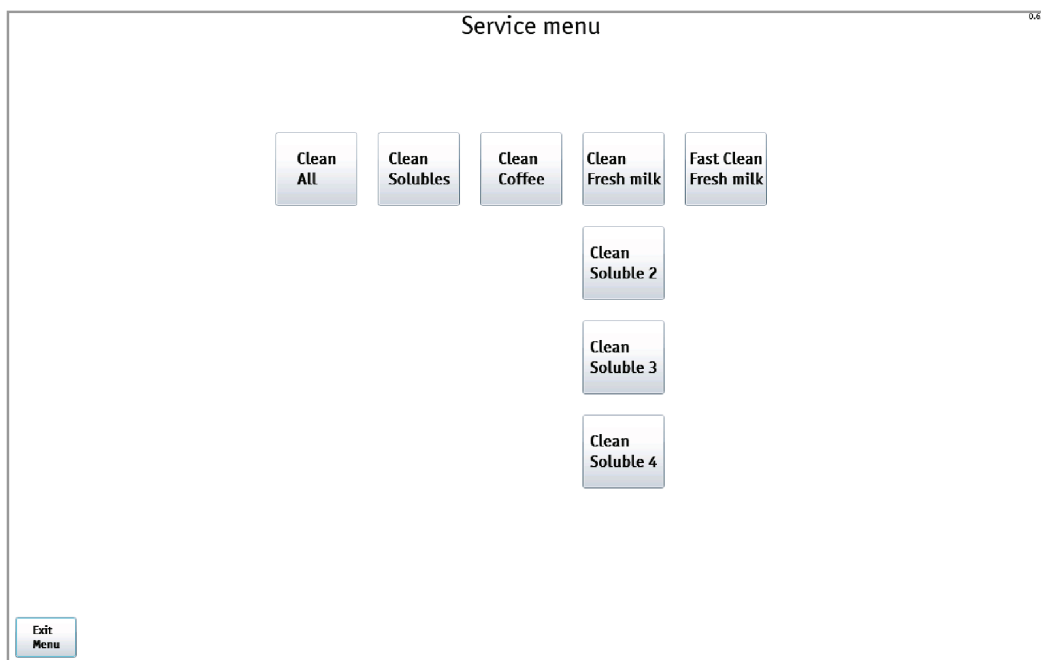 Service menu
0.6
Clean
All
Clean
Solubles
Clean
Coffee
Clean
Fresh milk
Fast Clean
Fresh milk
Clean
Soluble 2
Clean
Soluble 3
Clean
Soluble 4
Exit
Menu